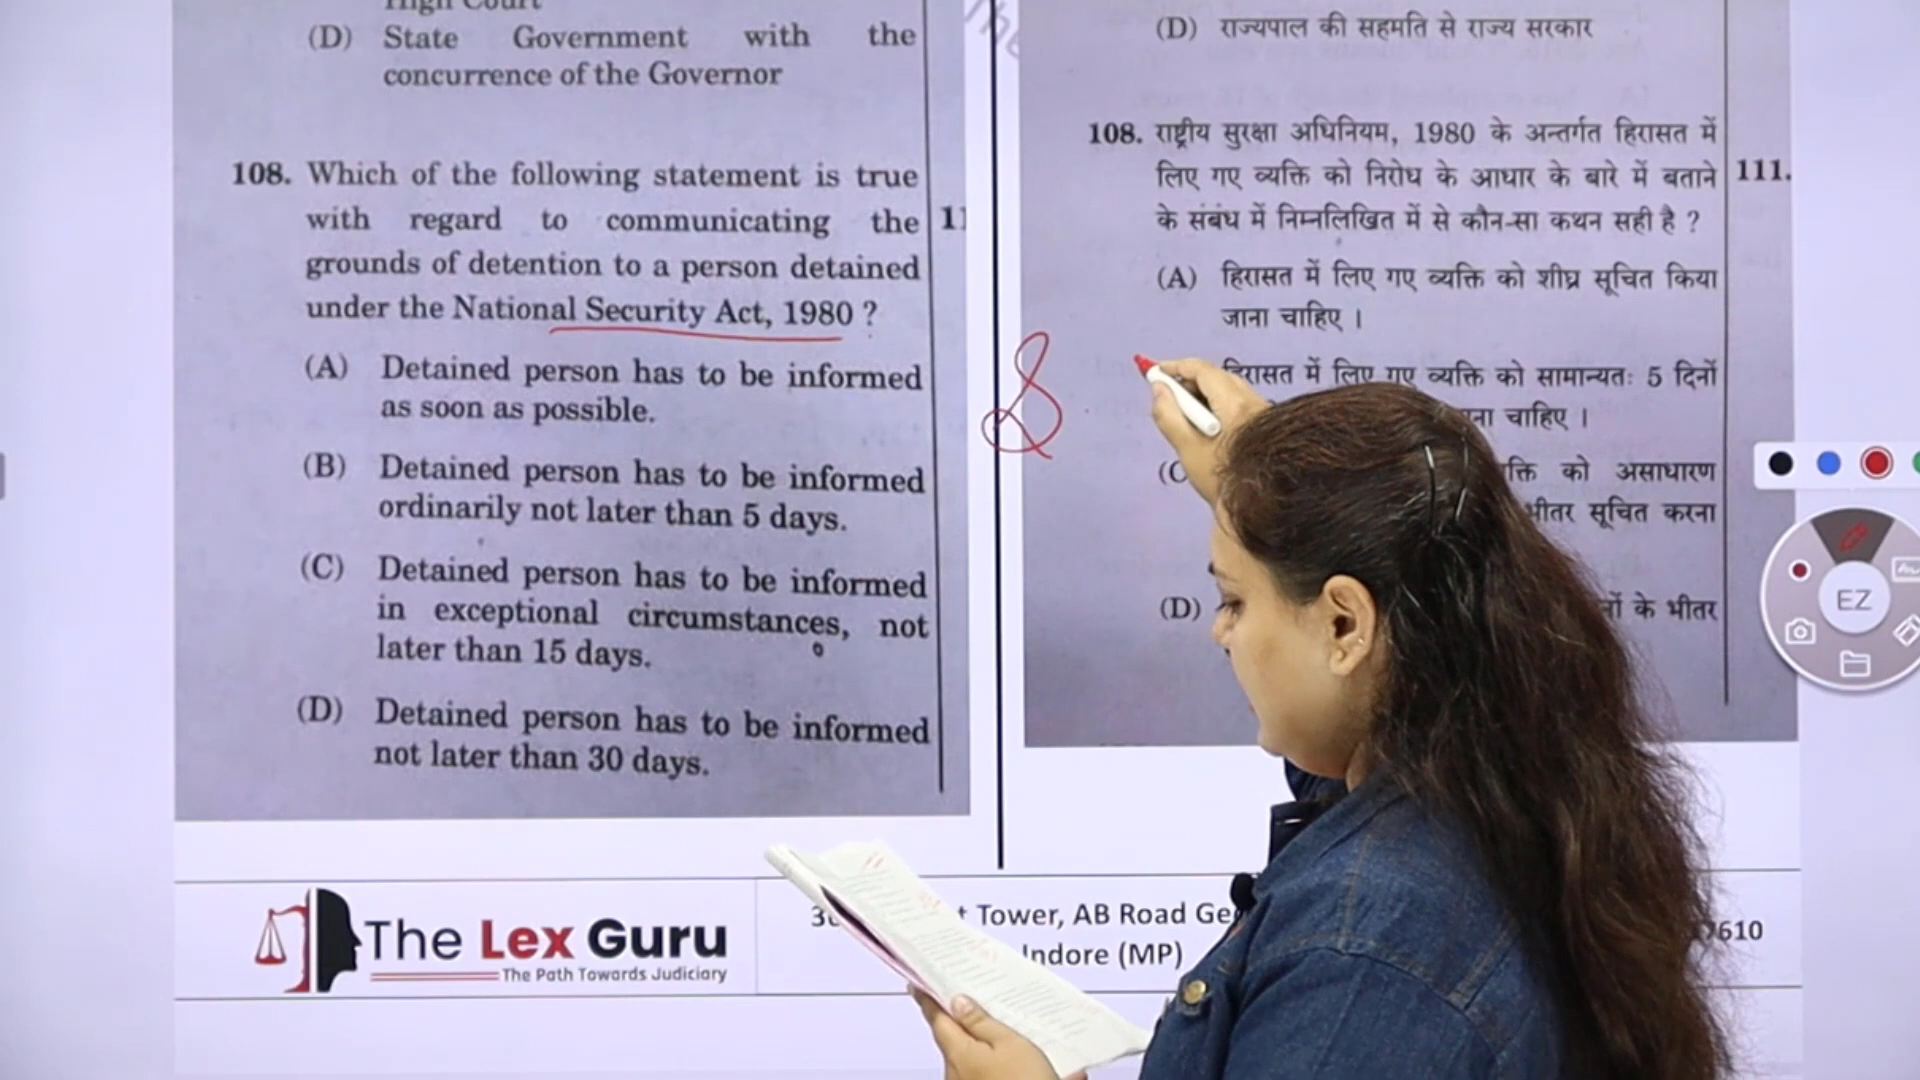 High Court
(D) State Government with the
concurrence of the Governor
108. Which of the following statement is true
with regard to communicating the
grounds of detention to a person detained
under the National Security Act, 1980 ?
(A) Detained person has to be informed
as soon as possible.
(B) Detained person has to be informed
ordinarily not later than 5 days.
(C) Detained person has to be informed
in exceptional circumstances, not
later than 15 days.
(D) Detained person has to be informed
not later than 30 days.
(D) राज्यपाल की सहमति से राज्य सरकार
108. राष्ट्रीय सुरक्षा अधिनियम, 1980 के अन्तर्गत हिरासत में
लिए गए व्यक्ति को निरोध के आधार के बारे में बताने
के संबंध में निम्नलिखित में से कौन-सा कथन सही है ?
(A) हिरासत में लिए गए व्यक्ति को शीघ्र सूचित किया
जाना चाहिए ।
हिरासत में लिए गए व्यक्ति को सामान्यतः 5 दिनों
चाहिए ।
(C को असाधारण
भीतर सूचित करना
(D) के भीतर
111.
8
EZ
The Lex Guru
The Path Towards Judiciary
Tower, AB Road
Indore (MP)
7610